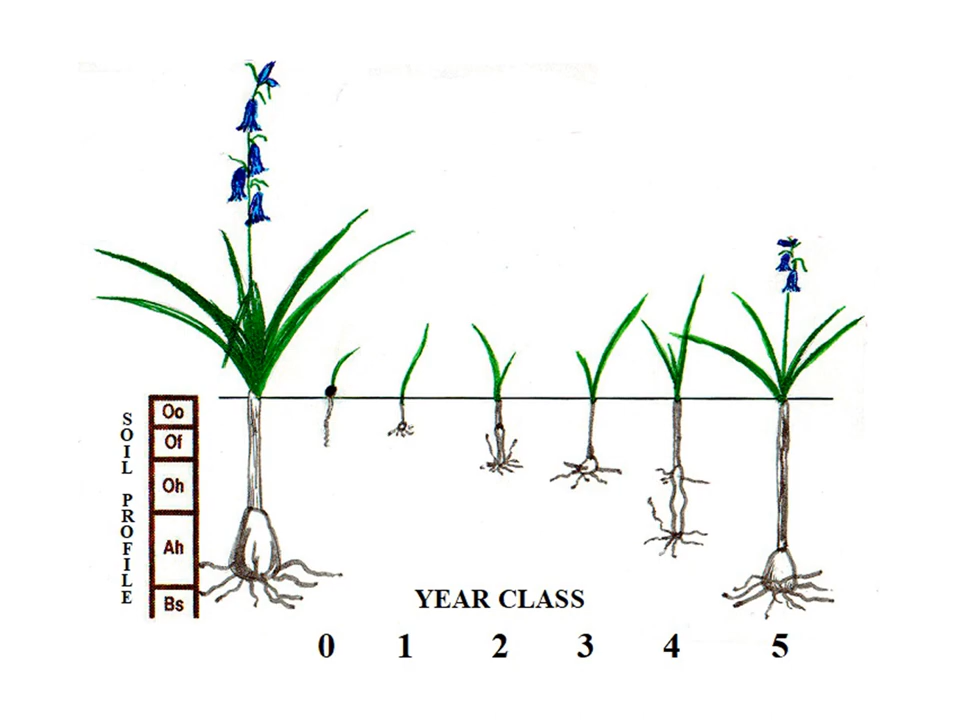 SOIL PROFILE
Oo
Of
Oh
Ah
Bs
YEAR CLASS
0 1 2 3 4 5